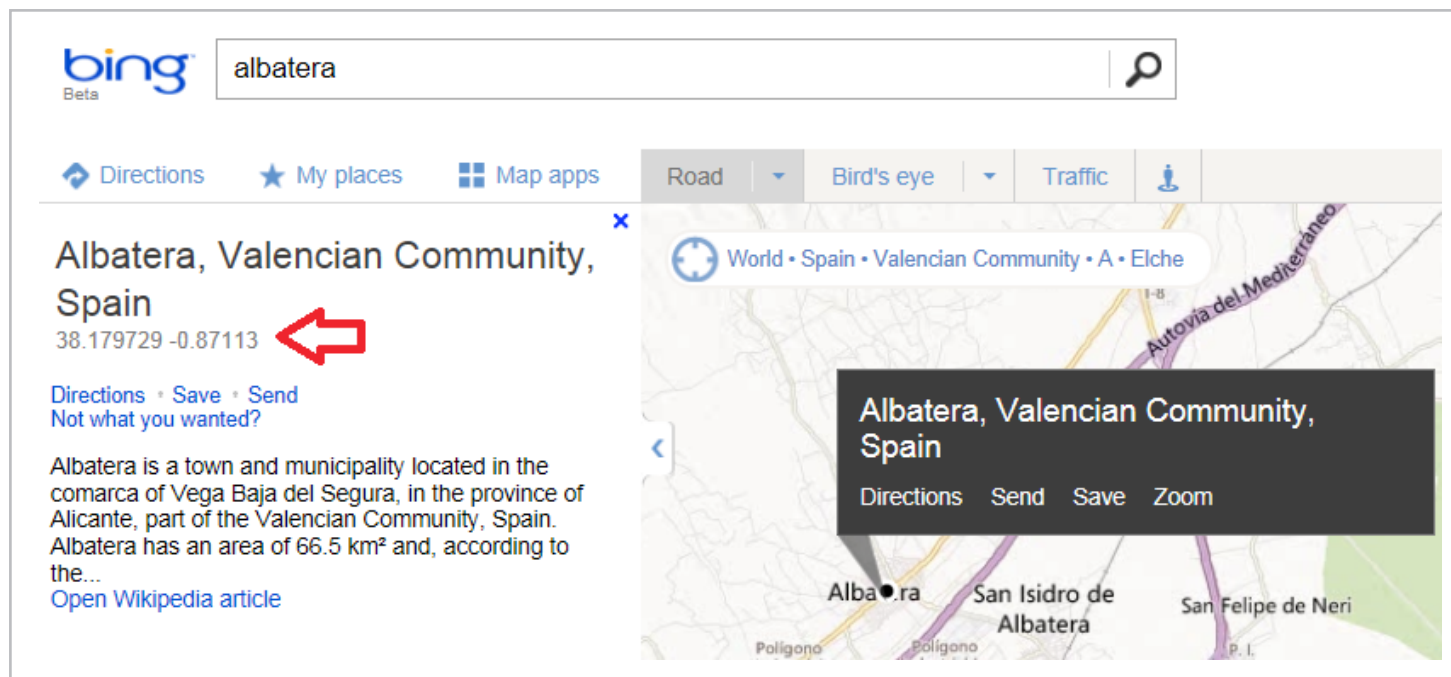 bing
Beta
albatera
Directions
My places
Map apps
Road
Bird's eye
Traffic
Albatera, Valencian Community,
Spain
38.179729 -0.87113
Directions • Save • Send
Not what you wanted?
Albatera is a town and municipality located in the
comarca of Vega Baja del Segura, in the province of
Alicante, part of the Valencian Community, Spain.
Albatera has an area of 66.5 km² and, according to
the...
Open Wikipedia article
World • Spain • Valencian Community • A • Elche
Autovía del Mediterráneo
Albatera, Valencian Community,
Spain
Directions Send Save Zoom
Alba ra
San Isidro de
Albatera
San Felipe de Neri
Polígono
Polígono
P. I.